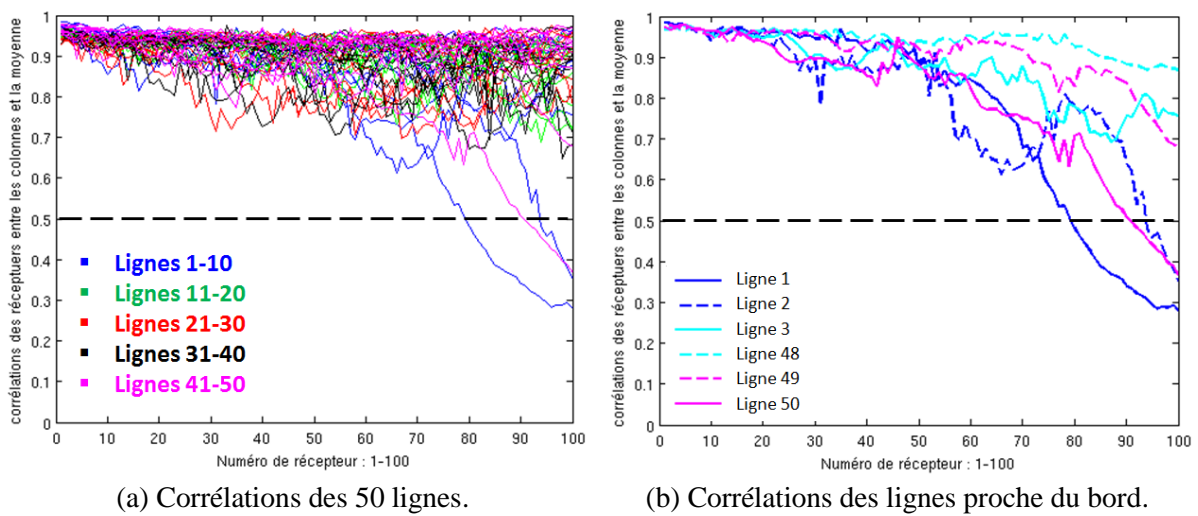 corrélations des réceptuers entre les colonnes et la moyenne
1
0.9
0.8
0.7
0.6
0.5
0.4
0.3
0.2
0.1
0
0 10 20 30 40 50 60 70 80 90 100
Numéro de récepteur : 1-100
Lignes 1-10
Lignes 11-20
Lignes 21-30
Lignes 31-40
Lignes 41-50
(a) Corrélations des 50 lignes.
corrélations des réceptuers entre les colonnes et la moyenne
1
0.9
0.8
0.7
0.6
0.5
0.4
0.3
0.2
0.1
0
0 10 20 30 40 50 60 70 80 90 100
Numéro de récepteur : 1-100
Ligne 1
Ligne 2
Ligne 3
Ligne 48
Ligne 49
Ligne 50
(b) Corrélations des lignes proche du bord.